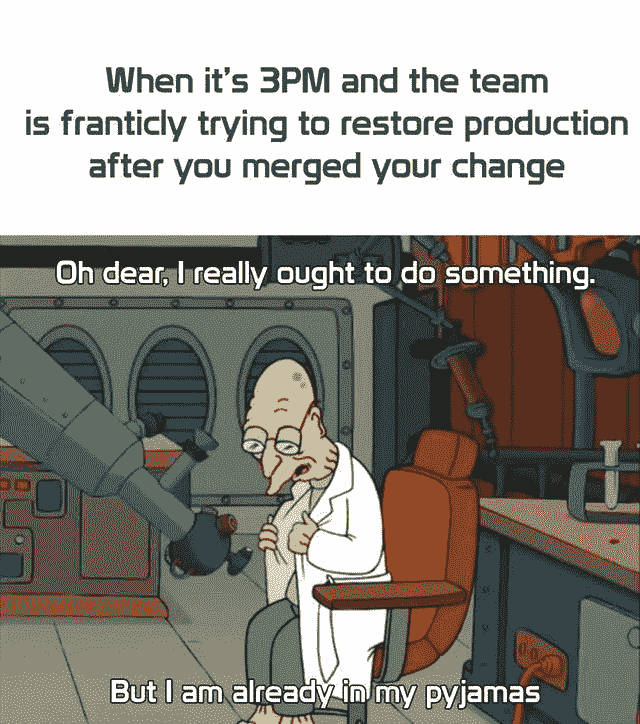 When it's 3PM and the team
is franticly trying to restore production
after you merged your change
Oh dear, I really ought to do something.
But I am already in my pyjamas